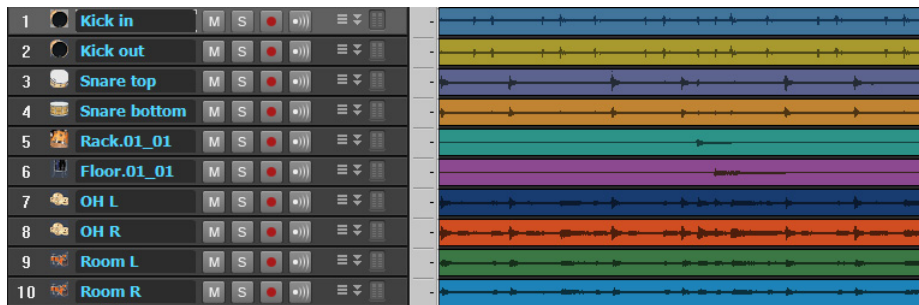 1 Kick in M S
2 Kick out M S
3 Snare top M S
4 Snare bottom M S
5 Rack.01_01 M S
6 Floor.01_01 M S
7 OH L M S
8 OH R M S
9 Room L M S
10 Room R M S